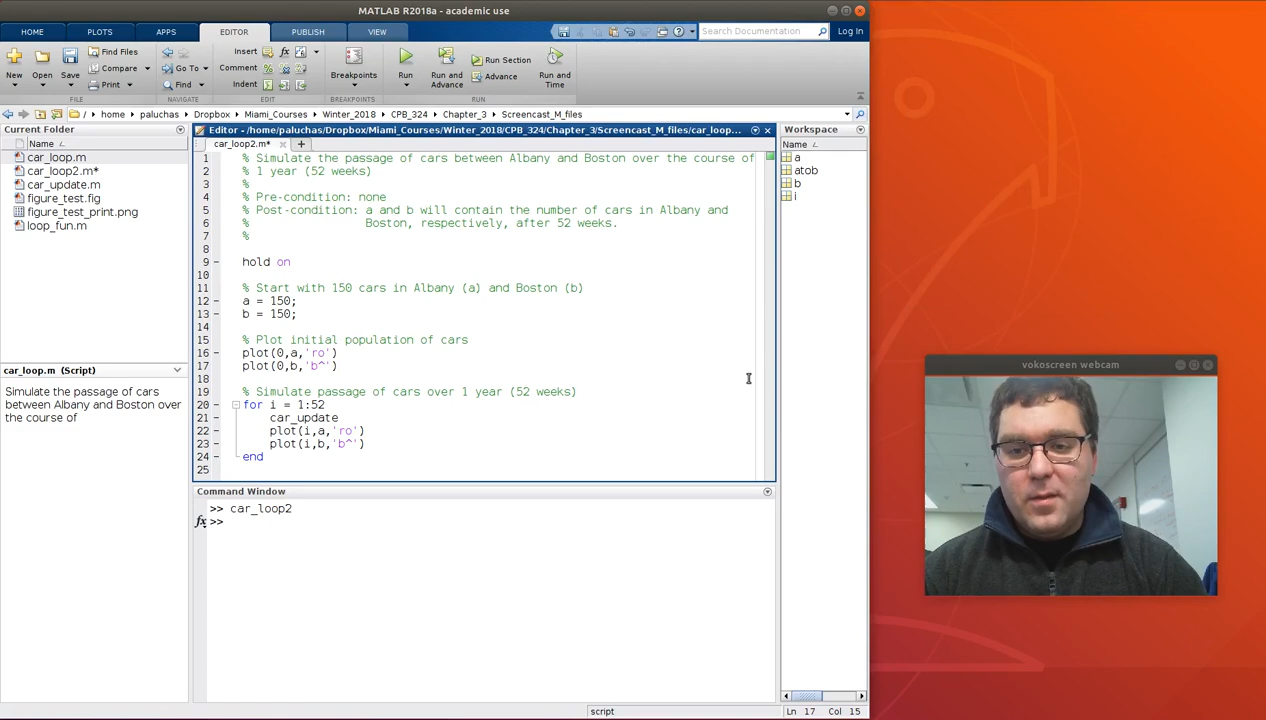 MATLAB R2018a - academic use
HOME PLOTS APPS EDITOR PUBLISH VIEW Search Documentation Log In
New Open Save Find Files Compare Print Go To Find Insert Comment Indent fx Breakpoints Run Run and Advance Run Section Advance Run and Time
FILE NAVIGATE EDIT BREAKPOINTS RUN
/ home paluchas Dropbox Miami_Courses Winter_2018 CPB_324 Chapter_3 Screencast_M_files
Current Folder
Name
car_loop.m
car_loop2.m*
car_update.m
figure_test.fig
figure_test_print.png
loop_fun.m
car_loop.m (Script)
Simulate the passage of cars
between Albany and Boston over
the course of
Editor - /home/paluchas/Dropbox/Miami_Courses/Winter_2018/CPB_324/Chapter_3/Screencast_M_files/car_loop...
car_loop2.m* × +
1 % Simulate the passage of cars between Albany and Boston over the course of
2 % 1 year (52 weeks)
3 %
4 % Pre-condition: none
5 % Post-condition: a and b will contain the number of cars in Albany and
6 % Boston, respectively, after 52 weeks.
7 %
8
9 - hold on
10
11 % Start with 150 cars in Albany (a) and Boston (b)
12 - a = 150;
13 - b = 150;
14
15 % Plot initial population of cars
16 - plot(0,a,'ro')
17 - plot(0,b,'b^')
18
19 % Simulate passage of cars over 1 year (52 weeks)
20 - for i = 1:52
21 - car_update
22 - plot(i,a,'ro')
23 - plot(i,b,'b^')
24 - end
25
Command Window
>> car_loop2
fx >>
Workspace
Name
a
atob
b
i
script Ln 17 Col 15
vokoscreen webcam